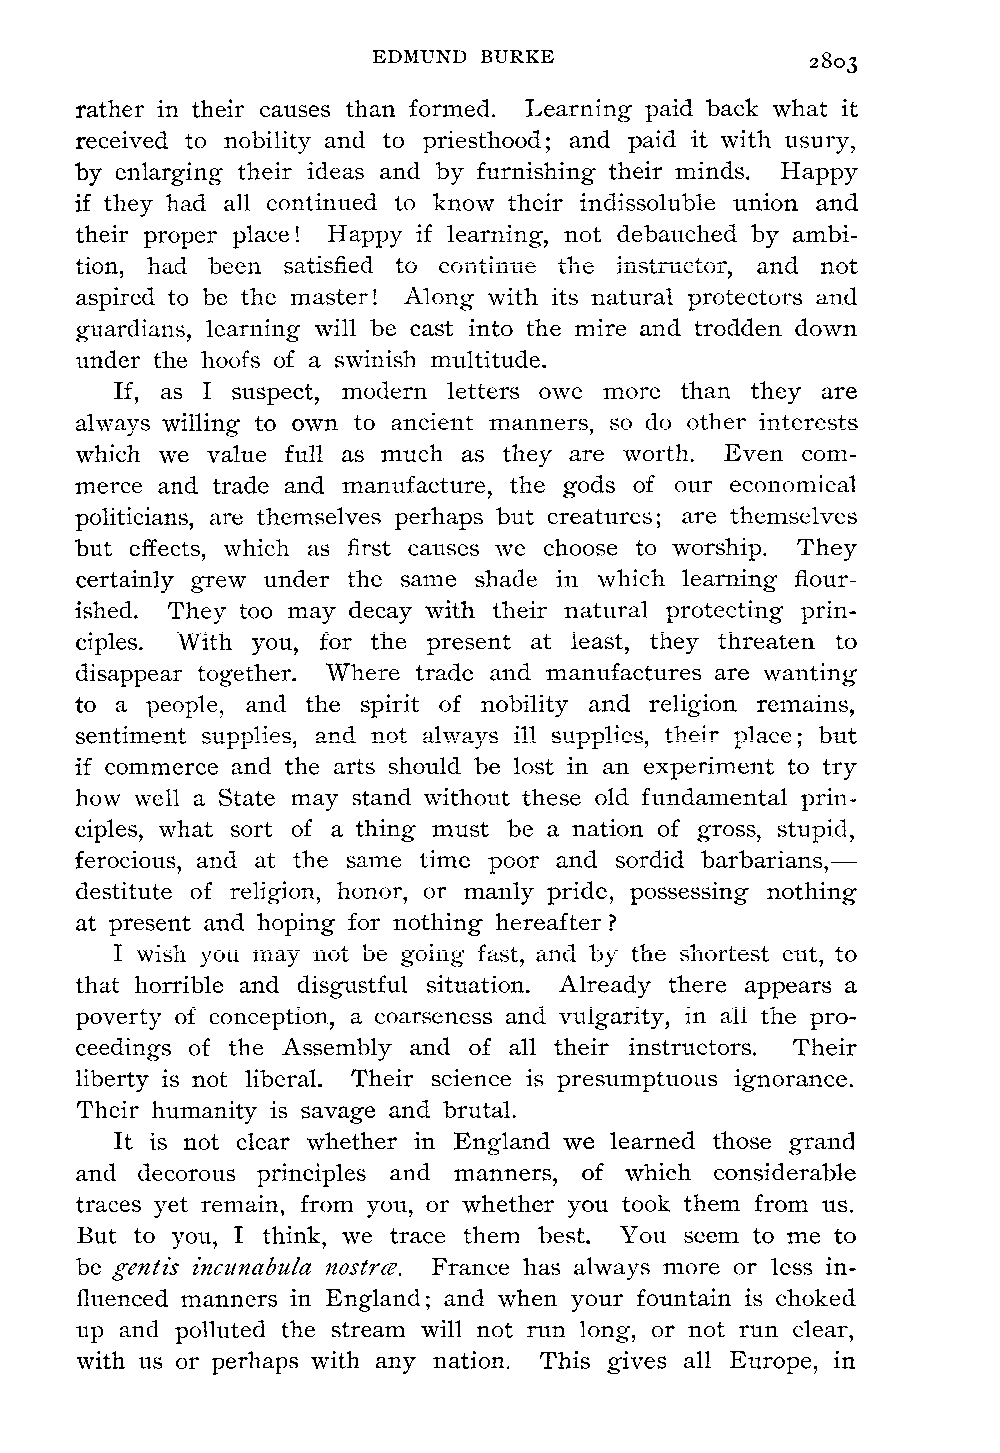 EDMUND BURKE 2803
rather in their causes than formed. Learning paid back what it
received to nobility and to priesthood; and paid it with usury,
by enlarging their ideas and by furnishing their minds. Happy
if they had all continued to know their indissoluble union and
their proper place! Happy if learning, not debauched by ambi-
tion, had been satisfied to continue the instructor, and not
aspired to be the master! Along with its natural protectors and
guardians, learning will be cast into the mire and trodden down
under the hoofs of a swinish multitude.
If, as I suspect, modern letters owe more than they are
always willing to own to ancient manners, so do other interests
which we value full as much as they are worth. Even com-
merce and trade and manufacture, the gods of our economical
politicians, are themselves perhaps but creatures; are themselves
but effects, which as first causes we choose to worship. They
certainly grew under the same shade in which learning flour-
ished. They too may decay with their natural protecting prin-
ciples. With you, for the present at least, they threaten to
disappear together. Where trade and manufactures are wanting
to a people, and the spirit of nobility and religion remains,
sentiment supplies, and not always ill supplies, their place; but
if commerce and the arts should be lost in an experiment to try
how well a State may stand without these old fundamental prin-
ciples, what sort of a thing must be a nation of gross, stupid,
ferocious, and at the same time poor and sordid barbarians,—
destitute of religion, honor, or manly pride, possessing nothing
at present and hoping for nothing hereafter?
I wish you may not be going fast, and by the shortest cut, to
that horrible and disgustful situation. Already there appears a
poverty of conception, a coarseness and vulgarity, in all the pro-
ceedings of the Assembly and of all their instructors. Their
liberty is not liberal. Their science is presumptuous ignorance.
Their humanity is savage and brutal.
It is not clear whether in England we learned those grand
and decorous principles and manners, of which considerable
traces yet remain, from you, or whether you took them from us.
But to you, I think, we trace them best. You seem to me to
be gentis incunabula nostræ. France has always more or less in-
fluenced manners in England; and when your fountain is choked
up and polluted the stream will not run long, or not run clear,
with us or perhaps with any nation. This gives all Europe, in